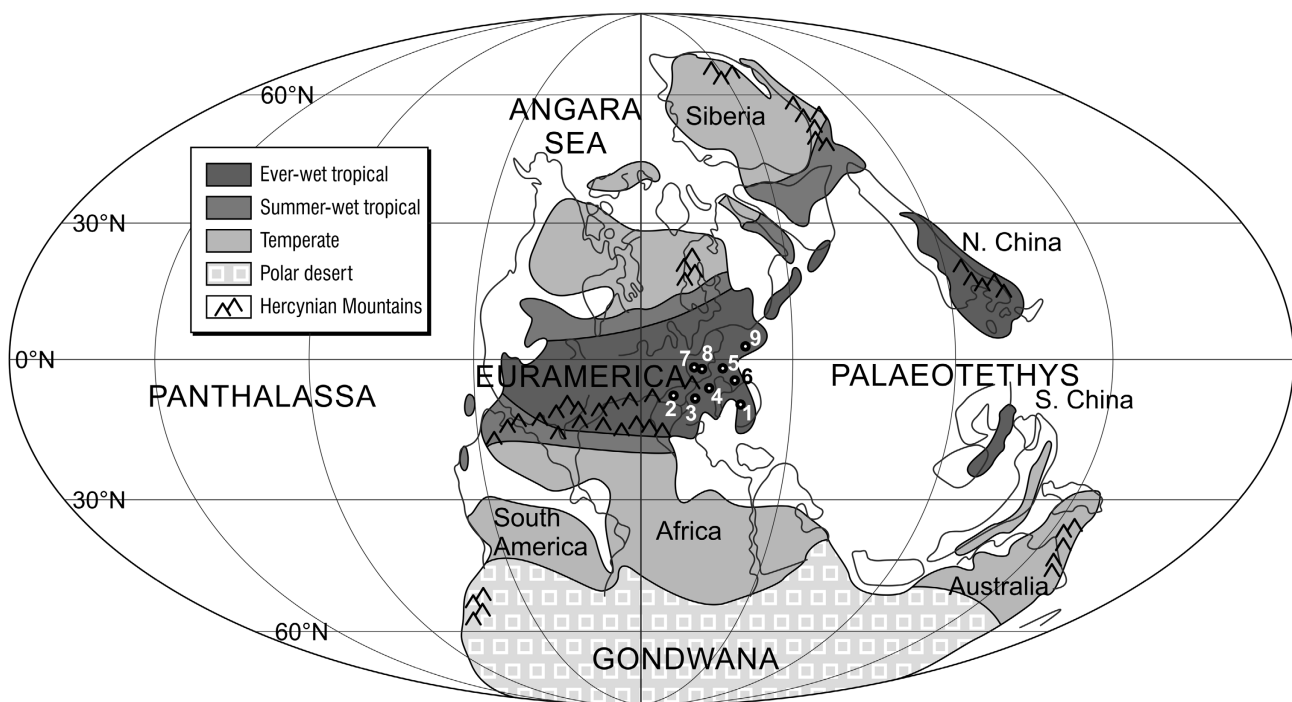 60°N
ANGARA
SEA
Siberia
Ever-wet tropical
Summer-wet tropical
Temperate
Polar desert
Hercynian Mountains
30°N
N. China
0°N
9
7
8
5
EURAMERICA
6
PALAEOTETHYS
PANTHALASSA
4
2
3
1
S. China
30°N
South
America
Africa
Australia
60°N
GONDWANA